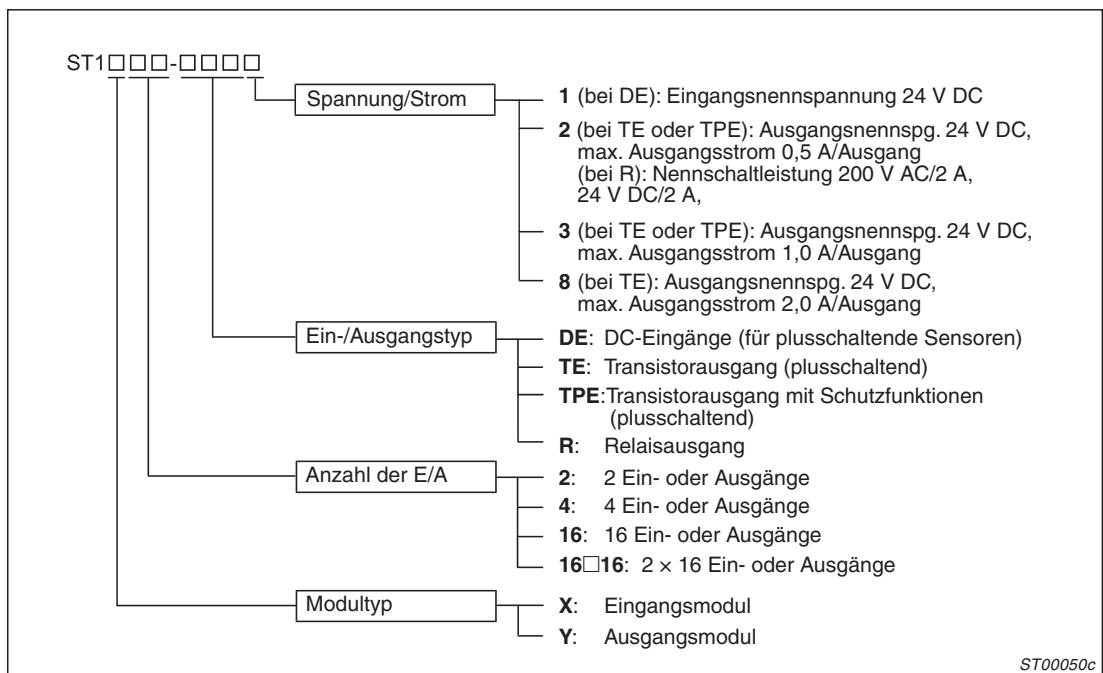 ST1□□□-□□□□
Spannung/Strom
1 (bei DE): Eingangsnennspannung 24 V DC
2 (bei TE oder TPE): Ausgangsnennspg. 24 V DC,
max. Ausgangsstrom 0,5 A/Ausgang
(bei R): Nennschaltleistung 200 V AC/2 A,
24 V DC/2 A,
3 (bei TE oder TPE): Ausgangsnennspg. 24 V DC,
max. Ausgangsstrom 1,0 A/Ausgang
8 (bei TE): Ausgangsnennspg. 24 V DC,
max. Ausgangsstrom 2,0 A/Ausgang
Ein-/Ausgangstyp
DE: DC-Eingänge (für plusschaltende Sensoren)
TE: Transistorausgang (plusschaltend)
TPE:Transistorausgang mit Schutzfunktionen
(plusschaltend)
R: Relaisausgang
Anzahl der E/A
2: 2 Ein- oder Ausgänge
4: 4 Ein- oder Ausgänge
16: 16 Ein- oder Ausgänge
16□16: 2 × 16 Ein- oder Ausgänge
Modultyp
X: Eingangsmodul
Y: Ausgangsmodul
ST00050c